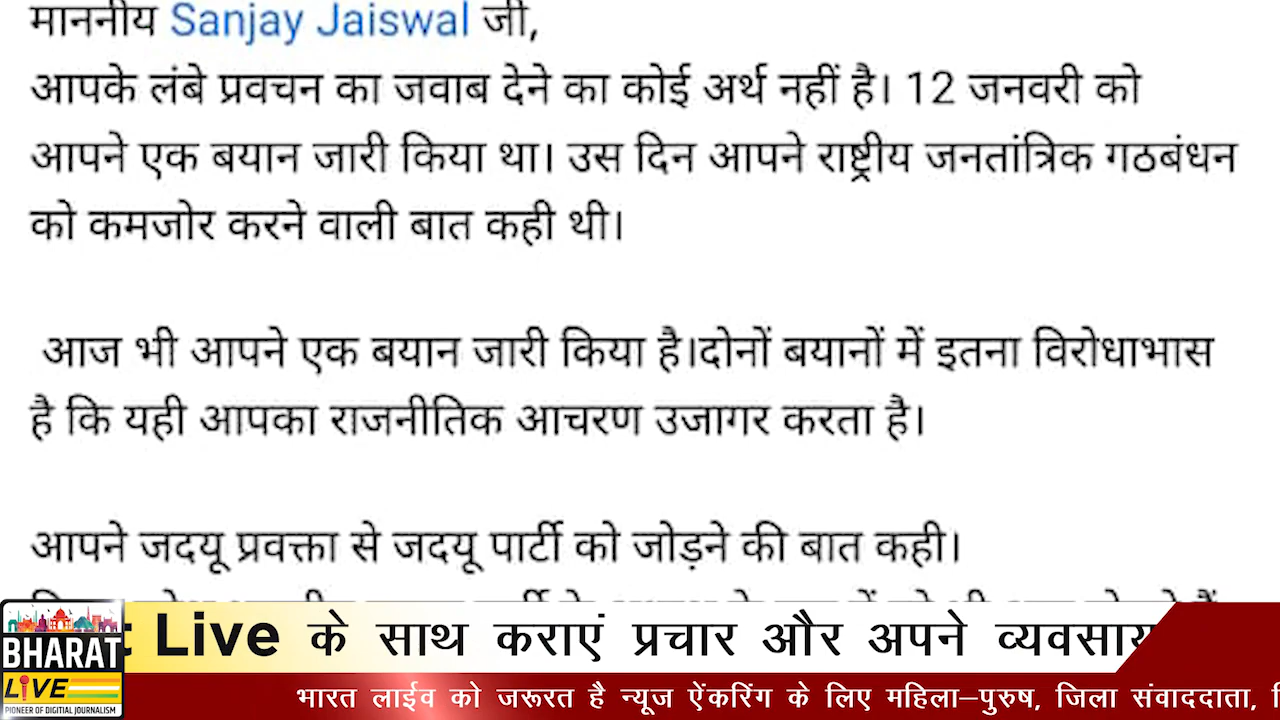 माननीय Sanjay Jaiswal जी,
आपके लंबे प्रवचन का जवाब देने का कोई अर्थ नहीं है। 12 जनवरी को
आपने एक बयान जारी किया था। उस दिन आपने राष्ट्रीय जनतांत्रिक गठबंधन
को कमजोर करने वाली बात कही थी।
आज भी आपने एक बयान जारी किया है।दोनों बयानों में इतना विरोधाभास
है कि यही आपका राजनीतिक आचरण उजागर करता है।
आपने जदयू प्रवक्ता से जदयू पार्टी को जोड़ने की बात कही।
Live के साथ कराएं प्रचार और अपने व्यवसाय
BHARAT
LIVE
PIONEER OF DIGITIAL JOURNALISM
भारत लाईव को जरूरत है न्यूज ऐंकरिंग के लिए महिला–पुरुष, जिला संवाददाता,